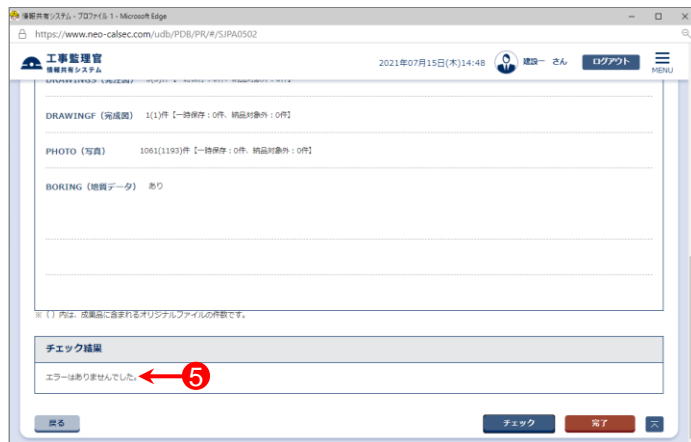 情報共有システム - プロファイル 1 - Microsoft Edge
https://www.neo-calsec.com/udb/PDB/PR/#/SJPA0502
工事監理官
情報共有システム
2021年07月15日(木)14:48
建設一 さん
ログアウト
MENU
DRAWINGF（完成図） 1(1)件【一時保存：0件、納品対象外：0件】
PHOTO（写真） 1061(1193)件【一時保存：0件、納品対象外：0件】
BORING（地質データ） あり
※ ( ) 内は、成果品に含まれるオリジナルファイルの件数です。
チェック結果
エラーはありませんでした。
5
戻る
チェック
完了